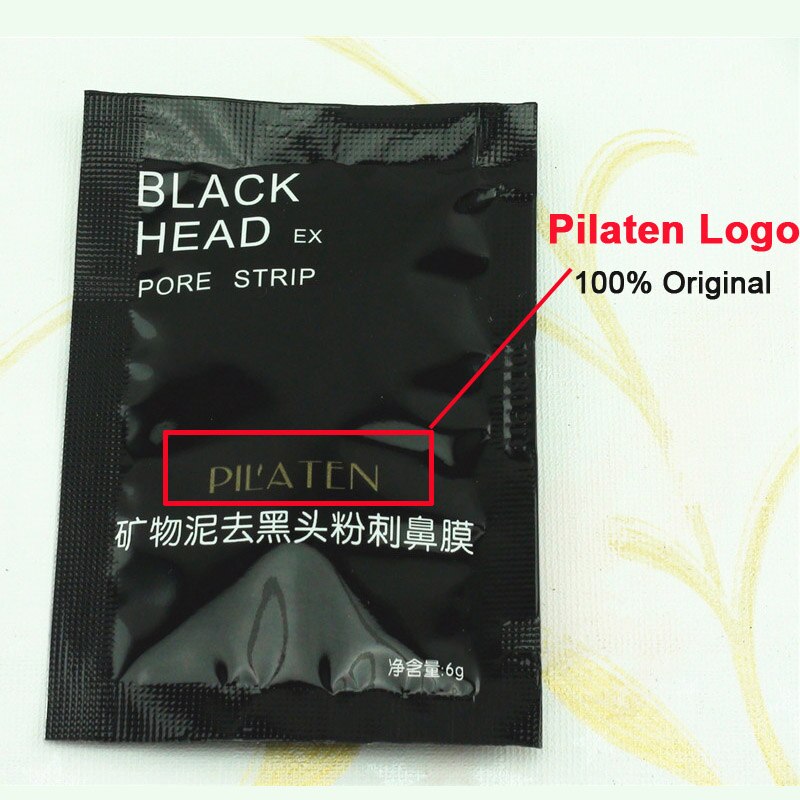 BLACK
HEAD EX
PORE STRIP
Pilaten Logo
100% Original
PIL'ATEN
矿物泥去黑头粉刺鼻膜
净含量:6g